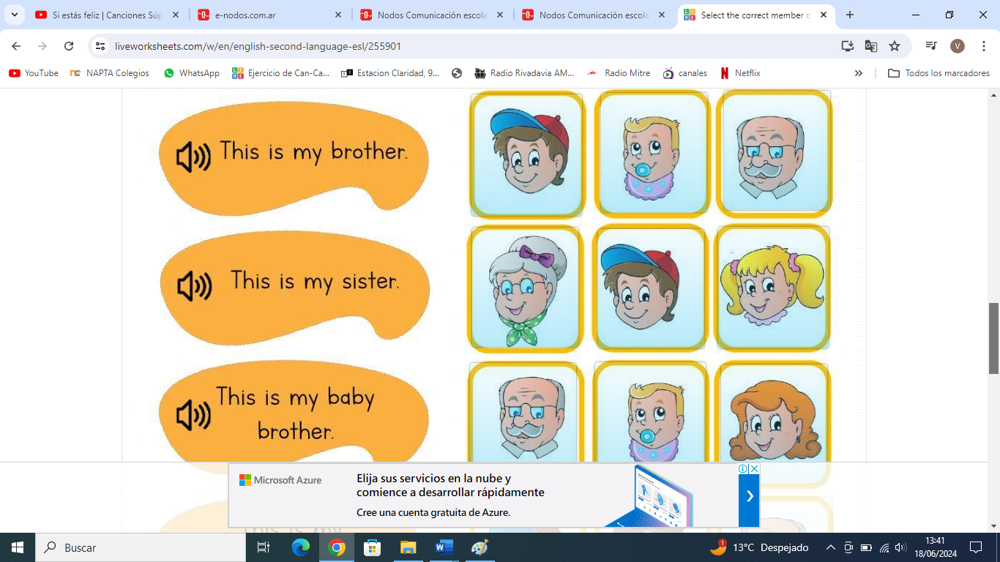 Si estás feliz | Canciones Súp
e-nodos.com.ar
Nodos Comunicación escola
Nodos Comunicación escola
Select the correct member o
liveworksheets.com/w/en/english-second-language-esl/255901
V
YouTube
NAPTA Colegios
WhatsApp
Ejercicio de Can-Ca...
Estacion Claridad, 9...
Radio Rivadavia AM...
Radio Mitre
canales
Netflix
Todos los marcadores
This is my brother.
This is my sister.
This is my baby
brother.
This is my
Microsoft Azure
Elija sus servicios en la nube y
comience a desarrollar rápidamente
Cree una cuenta gratuita de Azure.
Buscar
1
13°C Despejado
13:41
18/06/2024